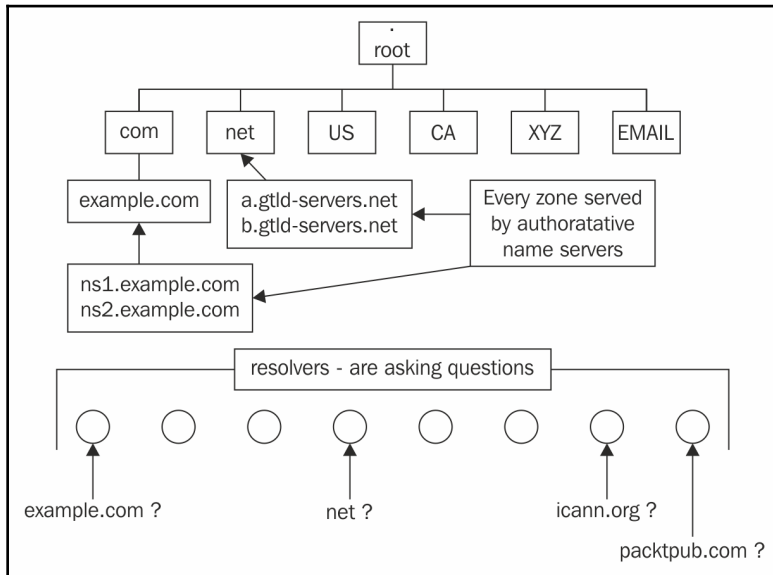 .
root
com
net
US
CA
XYZ
EMAIL
example.com
a.gtld-servers.net
b.gtld-servers.net
Every zone served
by authoratative
name servers
ns1.example.com
ns2.example.com
resolvers - are asking questions
example.com ?
net ?
icann.org ?
packtpub.com ?